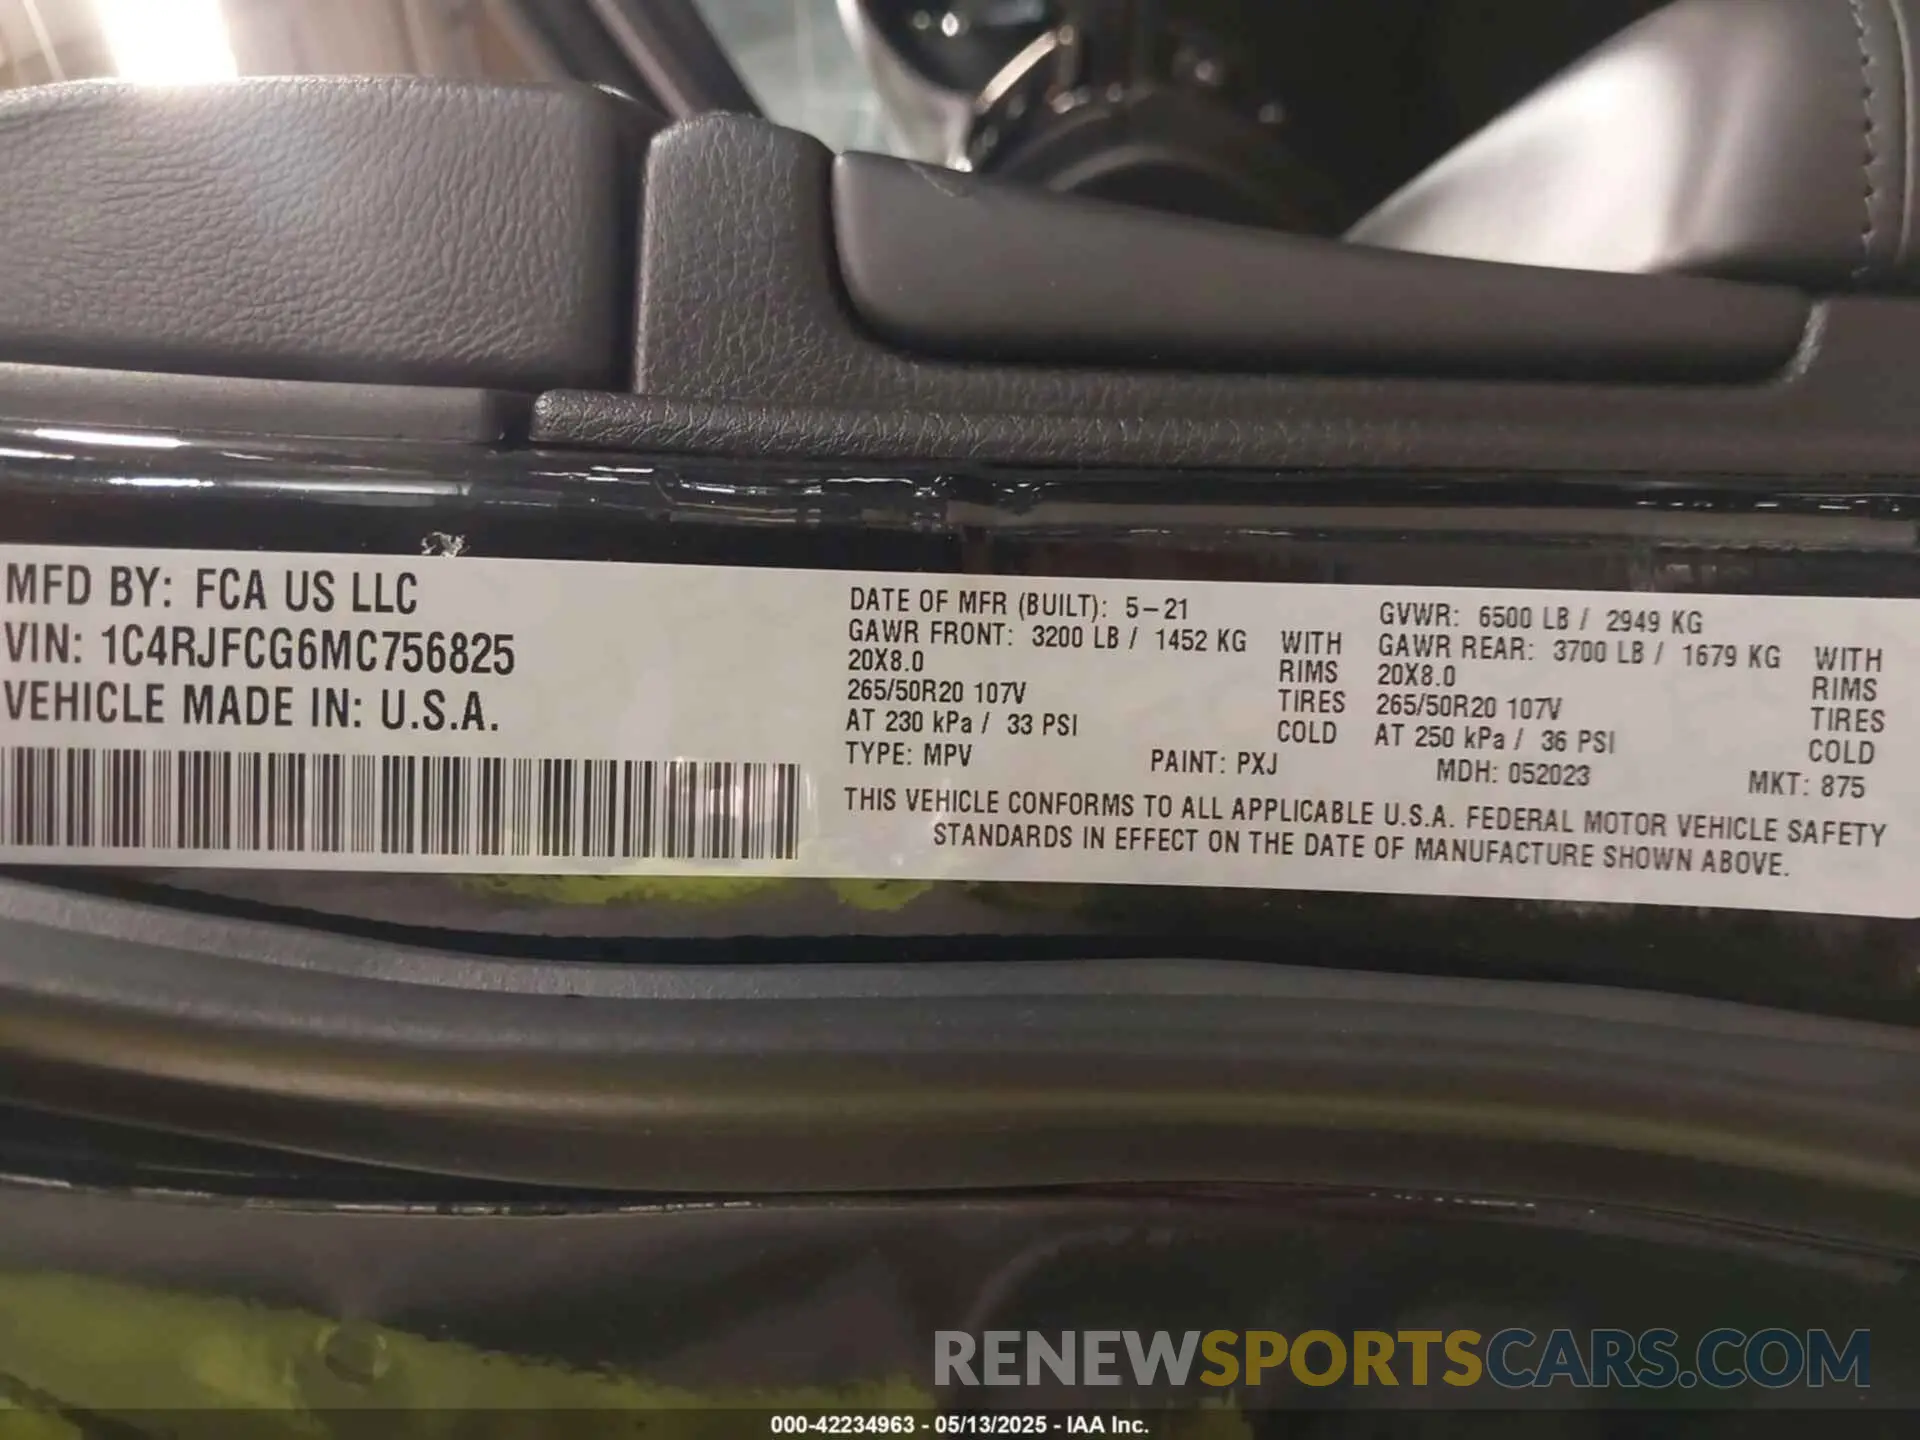 MFD BY: FCA US LLC
VIN: 1C4RJFCG6MC756825
VEHICLE MADE IN: U.S.A.
DATE OF MFR (BUILT): 5-21
GAWR FRONT: 3200 LB / 1452 KG WITH
20X8.0 RIMS
265/50R20 107V TIRES
AT 230 kPa / 33 PSI COLD
GVWR: 6500 LB / 2949 KG
GAWR REAR: 3700 LB / 1679 KG WITH
20X8.0 RIMS
265/50R20 107V TIRES
AT 250 kPa / 36 PSI COLD
TYPE: MPV PAINT: PXJ MDH: 052023 MKT: 875
THIS VEHICLE CONFORMS TO ALL APPLICABLE U.S.A. FEDERAL MOTOR VEHICLE SAFETY
STANDARDS IN EFFECT ON THE DATE OF MANUFACTURE SHOWN ABOVE.
RENEWSPORTSCARS.COM
000-42234963 - 05/13/2025 - IAA Inc.